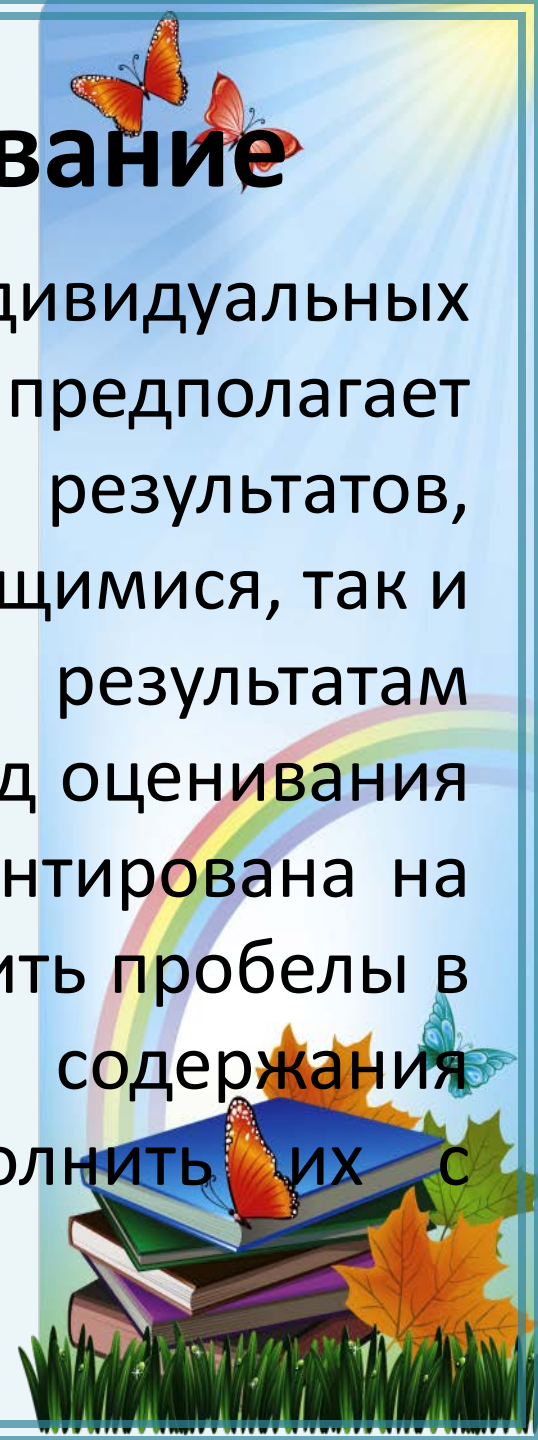 вание
дивидуальных
предполагает
результатов,
щимися, так и
результатам
д оценивания
нтирована на
ить пробелы в
содержания
олнить их с